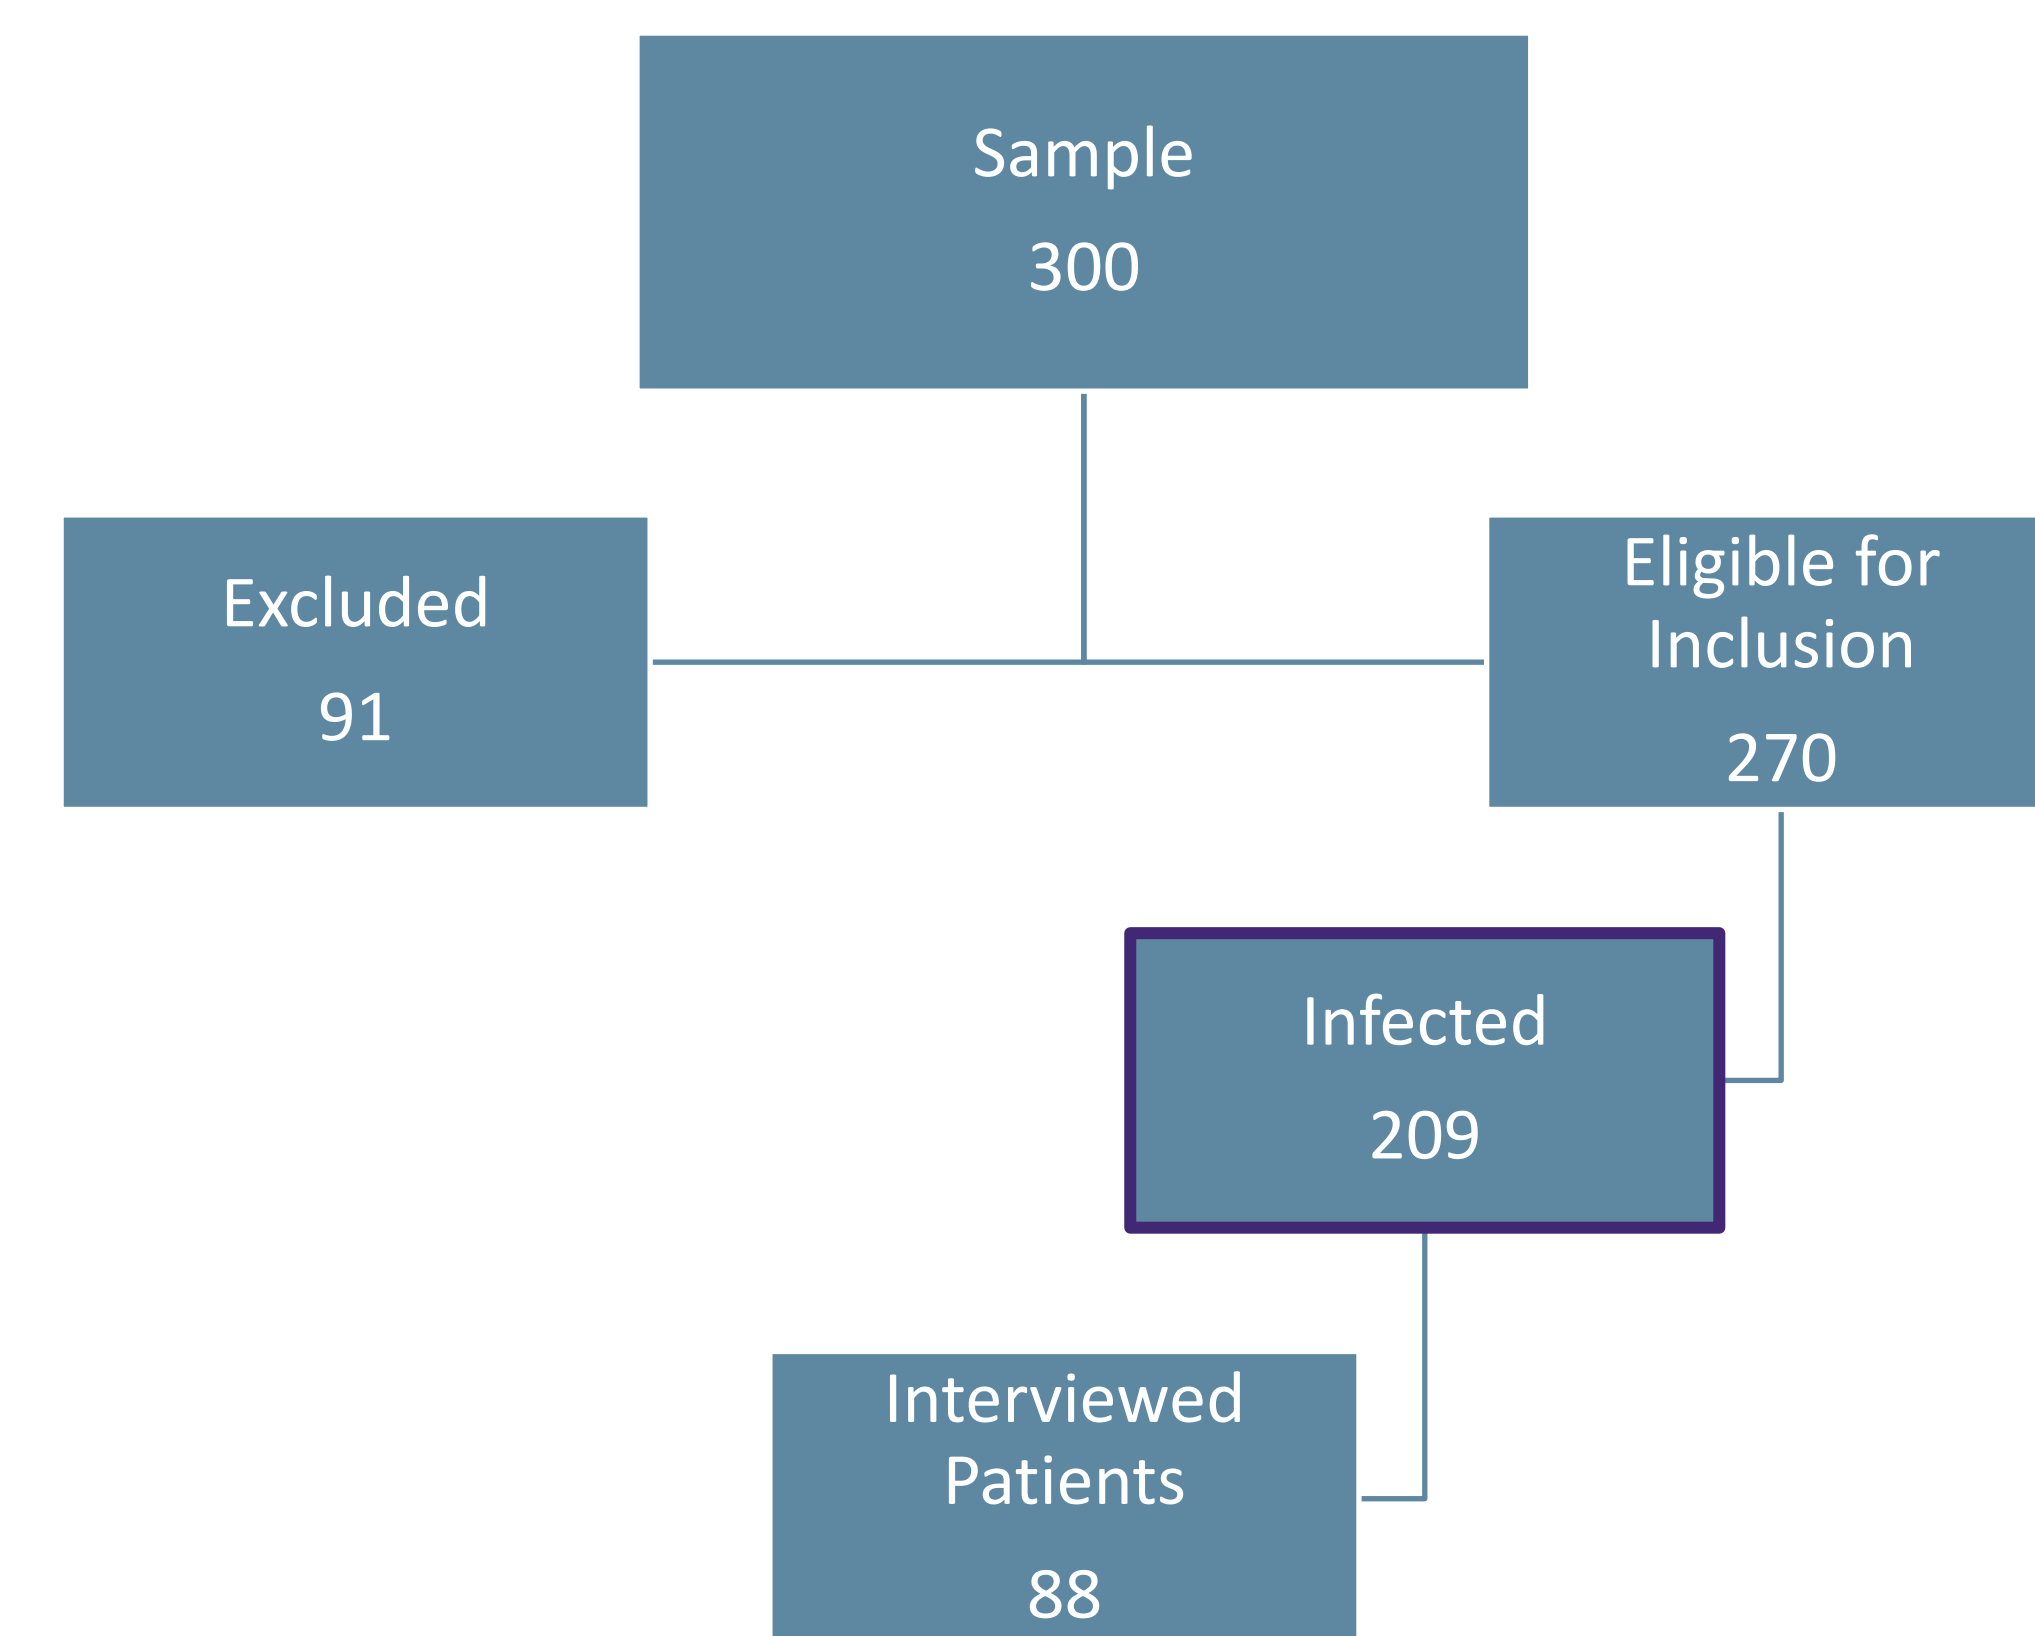 Sample
300
Excluded
91
Eligible for
Inclusion
270
Infected
209
Interviewed
Patients
88